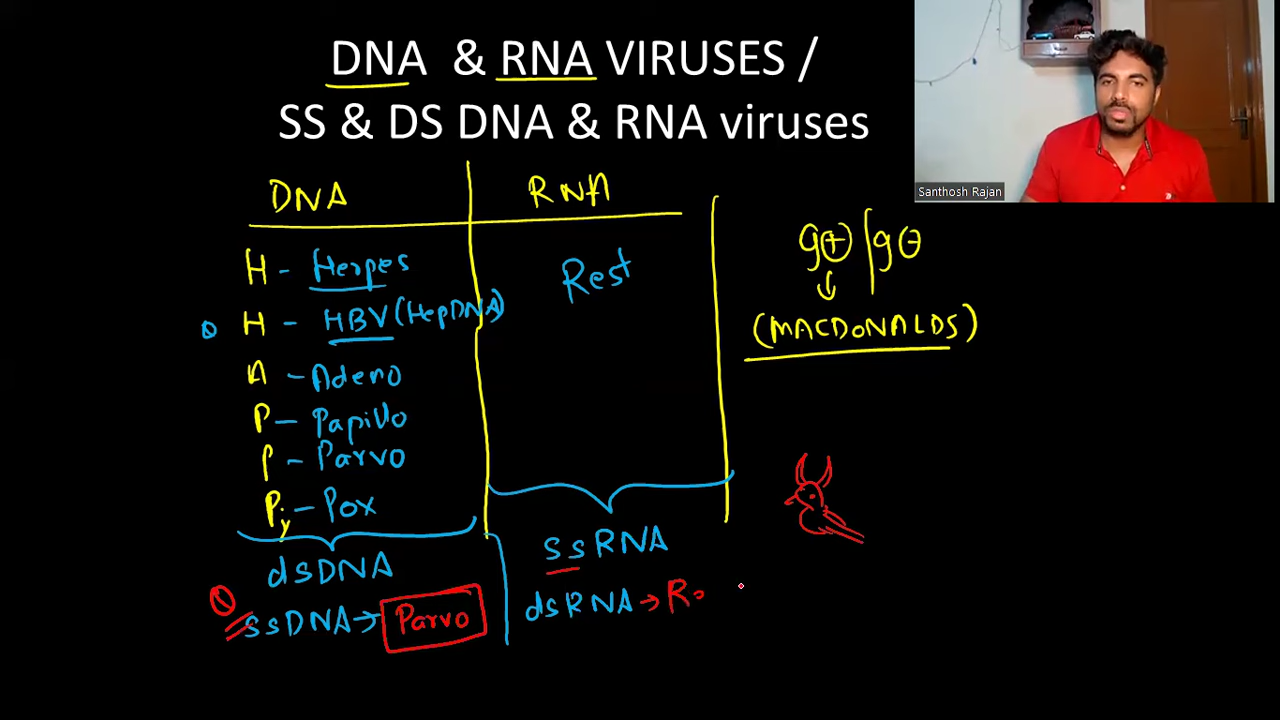 DNA & RNA VIRUSES /
SS & DS DNA & RNA viruses
Santhosh Rajan
DNA
RNA
H - Herpes
Rest
H - HBV (HepDNA)
A - Adeno
P - Papillo
P - Parvo
Piy - Pox
dsDNA
ssDNA → Parvo
ssRNA
dsRNA → R
g+ | g-
↓
(MACDONALDS)